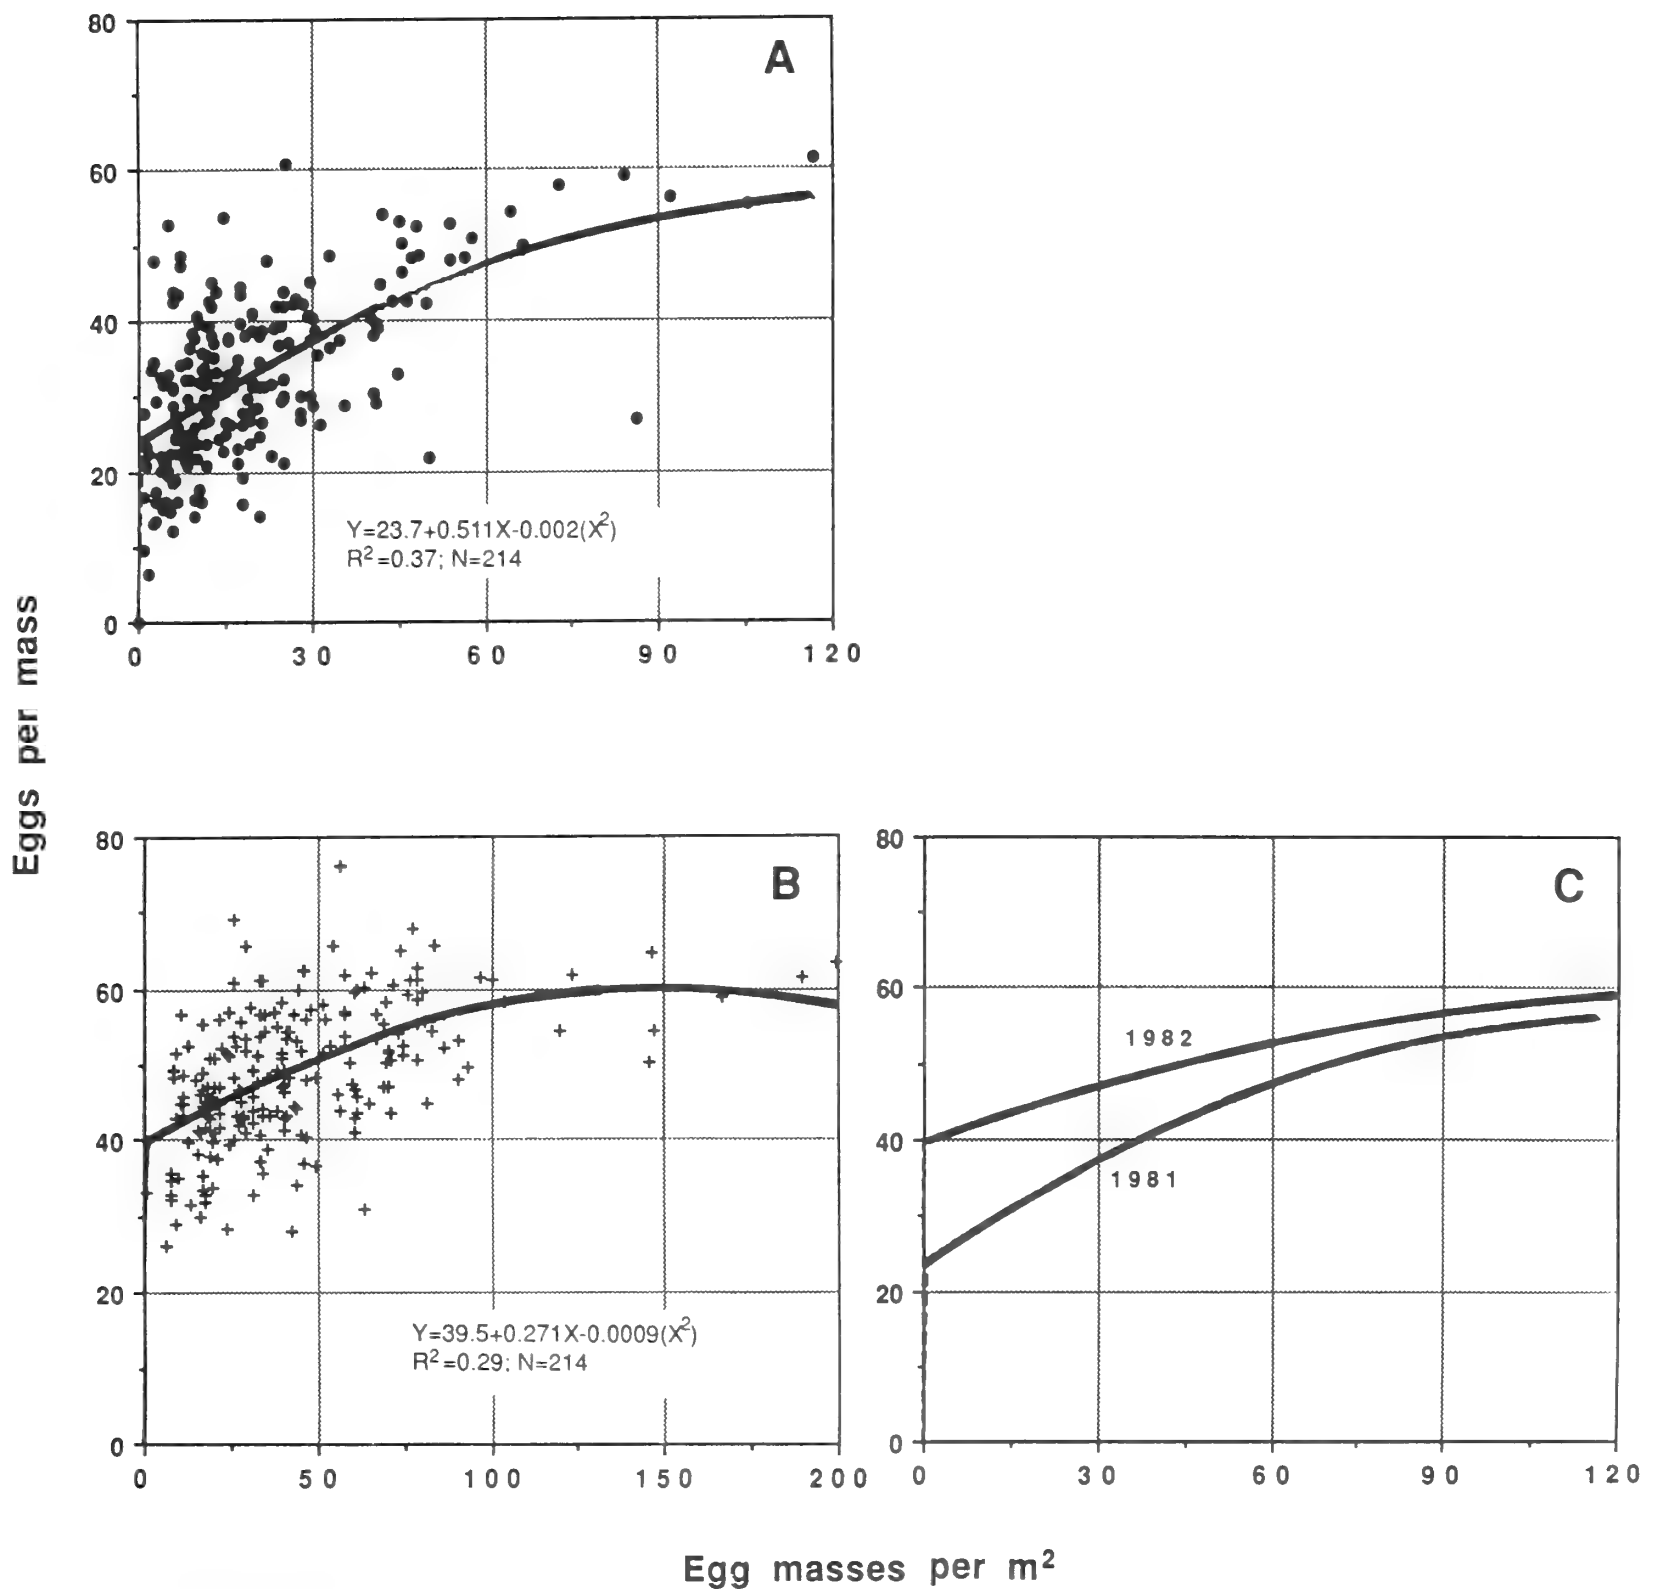 A
80
60
40
20
0
0 30 60 90 120
Y=23.7+0.511X-0.002(X²)
R²=0.37; N=214
Eggs per mass
B
80
60
40
20
0
0 50 100 150 200
Y=39.5+0.271X-0.0009(X²)
R²=0.29: N=214
C
80
60
40
20
0
0 30 60 90 120
1982
1981
Egg masses per m²